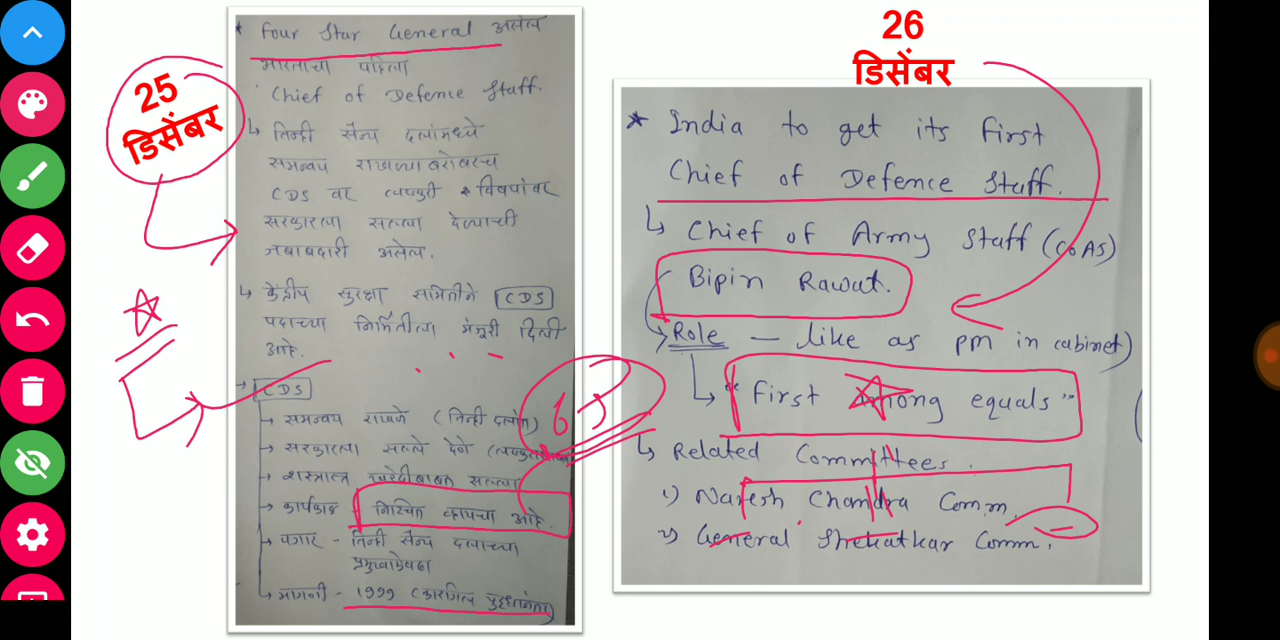 25
डिसेंबर
* Four Star General असलेल
भारताचा पहिला
Chief of Defence Staff.
↳ तिन्ही सैन्य दलांमध्ये
समन्वय राखण्याबरोबरच
CDS वर लष्करी विषयांवर
सरकारला सल्ला देण्याची
जबाबदारी असेल.
↳ केंद्रीय सुरक्षा समितीने CDS
पदाच्या निर्मितीला मंजुरी दिली
आहे.
→ CDS
→ समन्वय राखणे (तिन्ही दलांत)
→ सरकारला सल्ले देणे
→ शस्त्रास्त्र खरेदीबाबत सल्ला
→ कार्यकाळ - निश्चित व्हायचा आहे.
→ पगार - तिन्ही सैन्य दलाच्या
प्रमुखाएवढा
↳ मागणी - 1999 (कारगिल युद्धानंतर)
26
डिसेंबर
* India to get its First
Chief of Defence Staff.
↳ Chief of Army Staff (COAS)
Bipin Rawat.
→ Role — like as pm in cabinet)
↳ "First Among equals"
↳ Related Committees.
1) Naresh Chandra Comm.
2) General Shekatkar Comm.